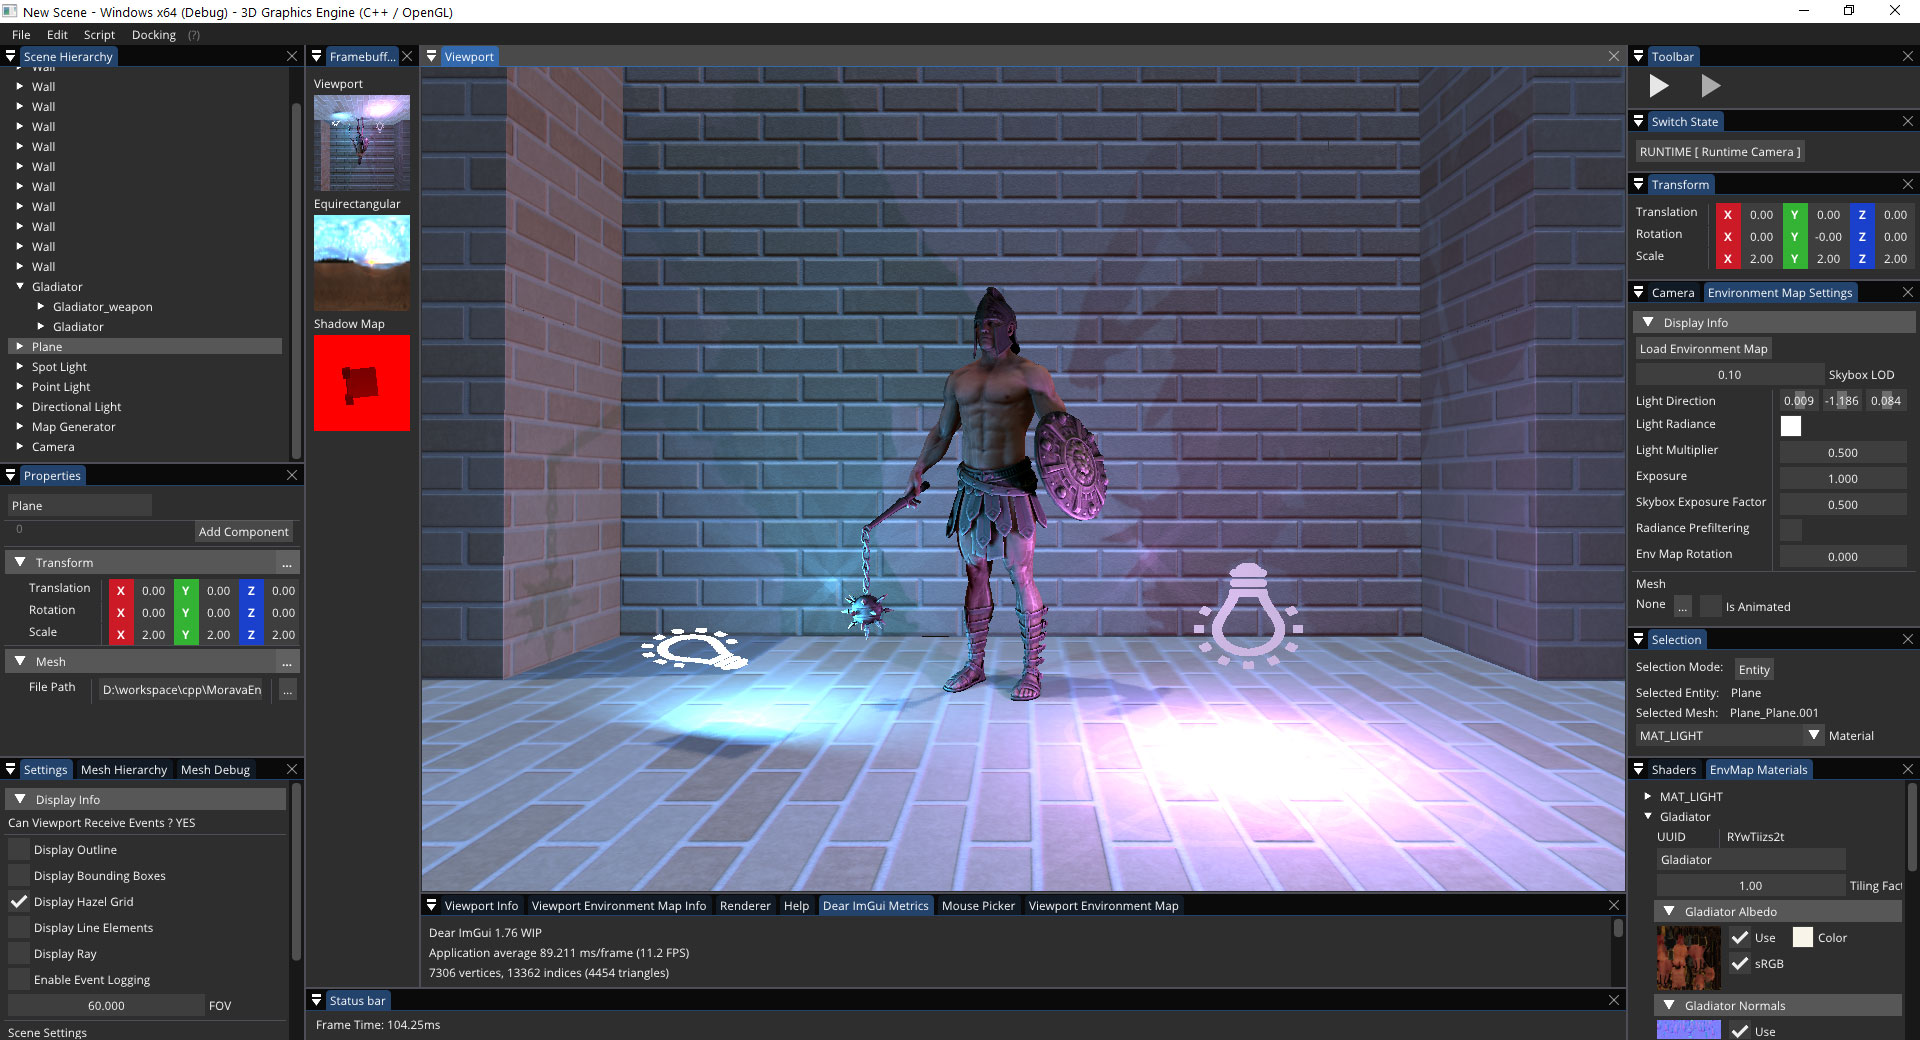 New Scene - Windows x64 (Debug) - 3D Graphics Engine (C++ / OpenGL)
File Edit Script Docking (?)
Scene Hierarchy
Wall
Wall
Wall
Wall
Wall
Wall
Wall
Wall
Wall
Wall
Wall
Gladiator
Gladiator_weapon
Gladiator
Plane
Spot Light
Point Light
Directional Light
Map Generator
Camera
Properties
Plane
0
Add Component
Transform ...
Translation X 0.00 Y 0.00 Z 0.00
Rotation X 0.00 Y 0.00 Z 0.00
Scale X 2.00 Y 2.00 Z 2.00
Mesh ...
File Path D:\workspace\cpp\MoravaEn ...
Settings Mesh Hierarchy Mesh Debug
Display Info
Can Viewport Receive Events ? YES
Display Outline
Display Bounding Boxes
Display Hazel Grid
Display Line Elements
Display Ray
Enable Event Logging
60.000 FOV
Scene Settings
Framebuff...
Viewport
Equirectangular
Shadow Map
Viewport
Viewport Info Viewport Environment Map Info Renderer Help Dear ImGui Metrics Mouse Picker Viewport Environment Map
Dear ImGui 1.76 WIP
Application average 89.211 ms/frame (11.2 FPS)
7306 vertices, 13362 indices (4454 triangles)
Status bar
Frame Time: 104.25ms
Toolbar
Switch State
RUNTIME [ Runtime Camera ]
Transform
Translation X 0.00 Y 0.00 Z 0.00
Rotation X 0.00 Y -0.00 Z 0.00
Scale X 2.00 Y 2.00 Z 2.00
Camera Environment Map Settings
Display Info
Load Environment Map
0.10 Skybox LOD
Light Direction 0.009 -1.186 0.084
Light Radiance
Light Multiplier 0.500
Exposure 1.000
Skybox Exposure Factor 0.500
Radiance Prefiltering
Env Map Rotation 0.000
Mesh
None ... Is Animated
Selection
Selection Mode: Entity
Selected Entity: Plane
Selected Mesh: Plane_Plane.001
MAT_LIGHT Material
Shaders EnvMap Materials
MAT_LIGHT
Gladiator
UUID RYwTiizs2t
Gladiator
1.00 Tiling Fact
Gladiator Albedo
Use Color
sRGB
Gladiator Normals
Use